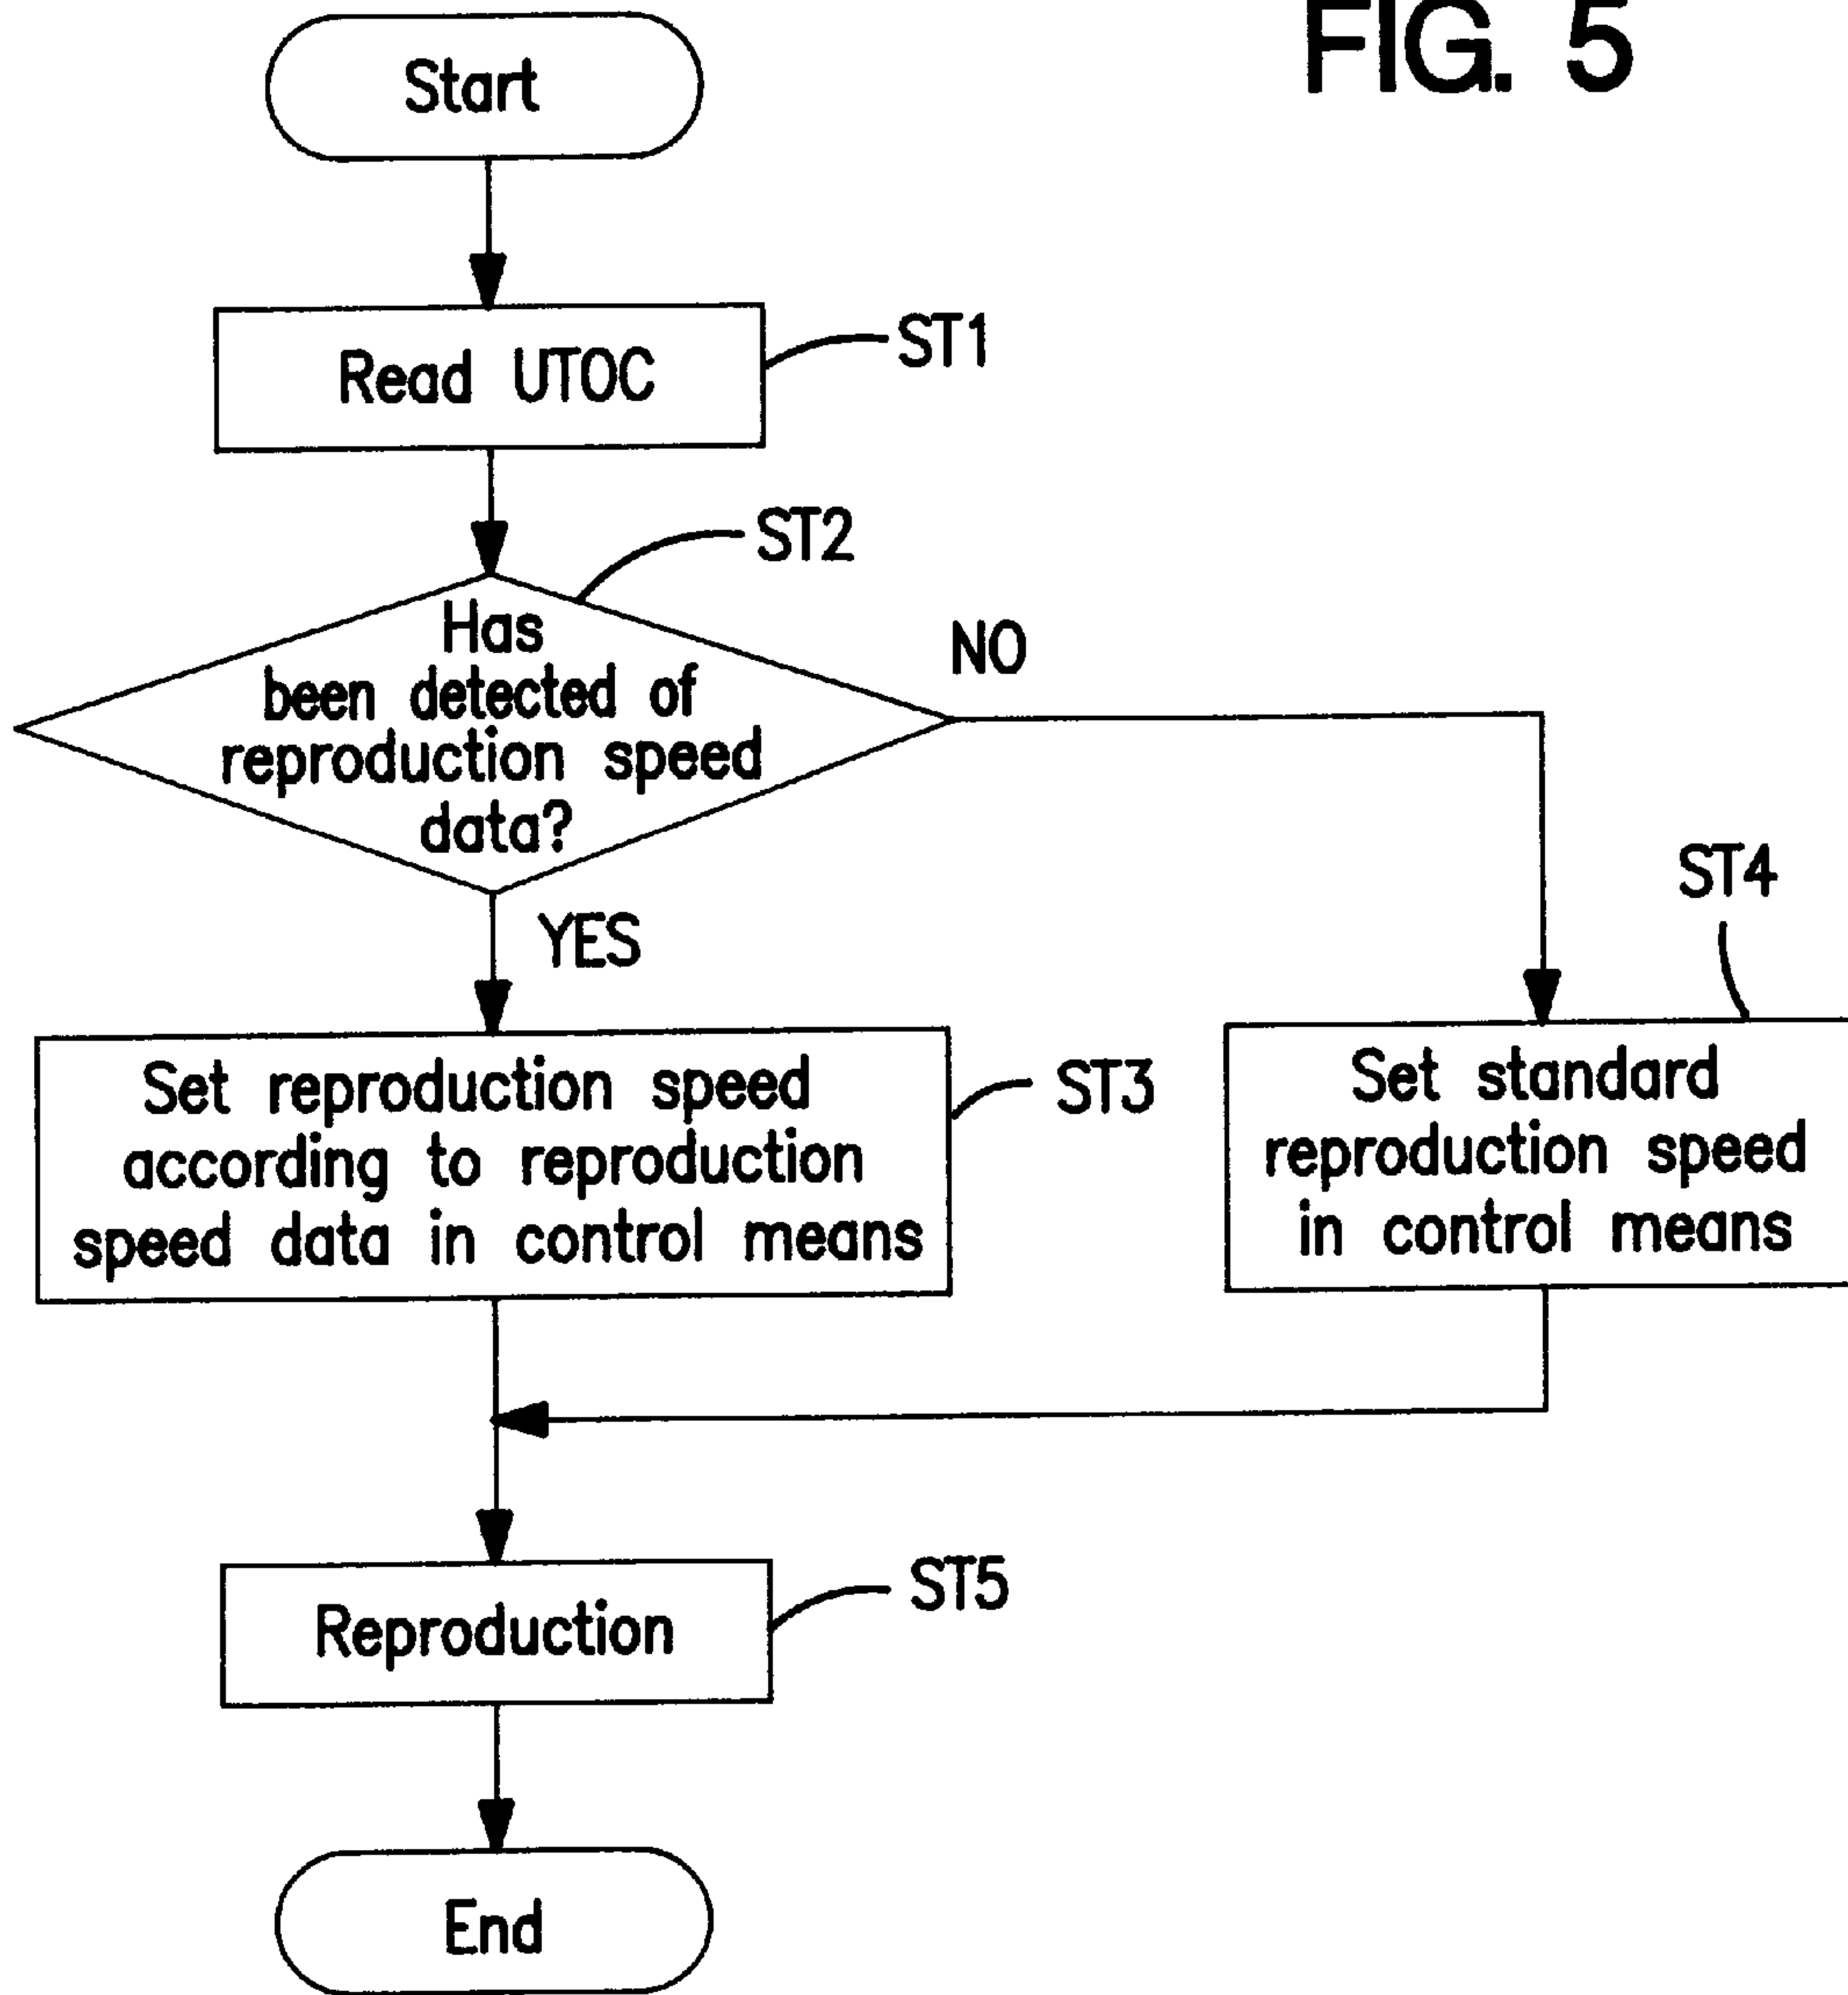 FIG. 5
Start
Read UTOC
ST1
ST2
Has
been detected of
reproduction speed
data?
NO
YES
ST4
Set reproduction speed
according to reproduction
speed data in control means
ST3
Set standard
reproduction speed
in control means
Reproduction
ST5
End